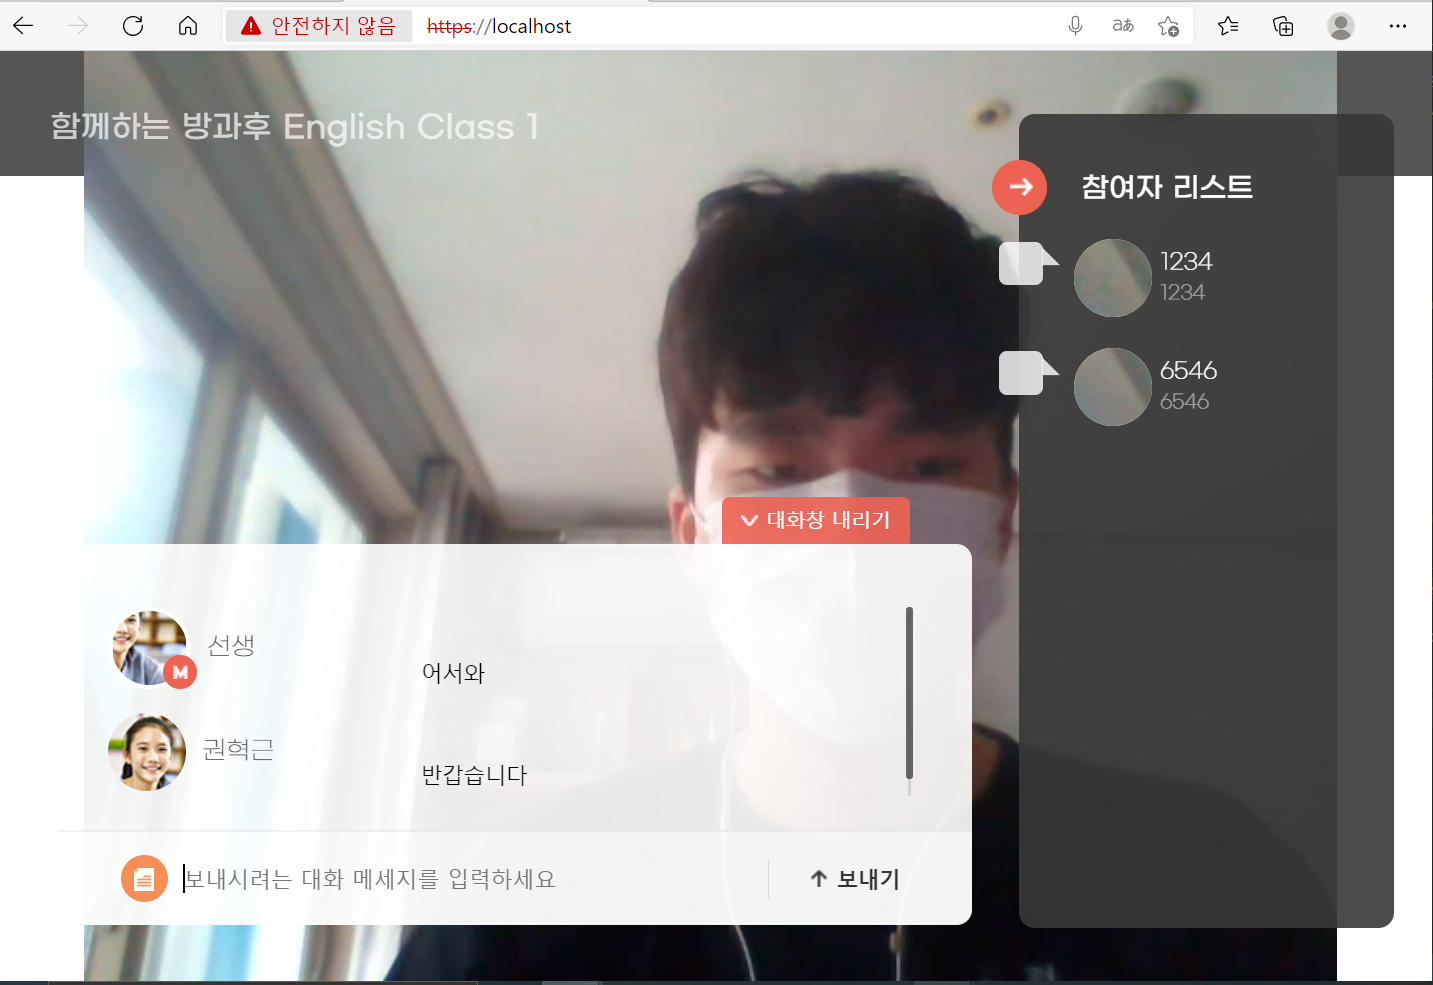 안전하지 않음 https://localhost aあ
함께하는 방과후 English Class 1
참여자 리스트
1234
1234
6546
6546
대화창 내리기
선생
M
어서와
권혁근
반갑습니다
보내시려는 대화 메세지를 입력하세요
보내기